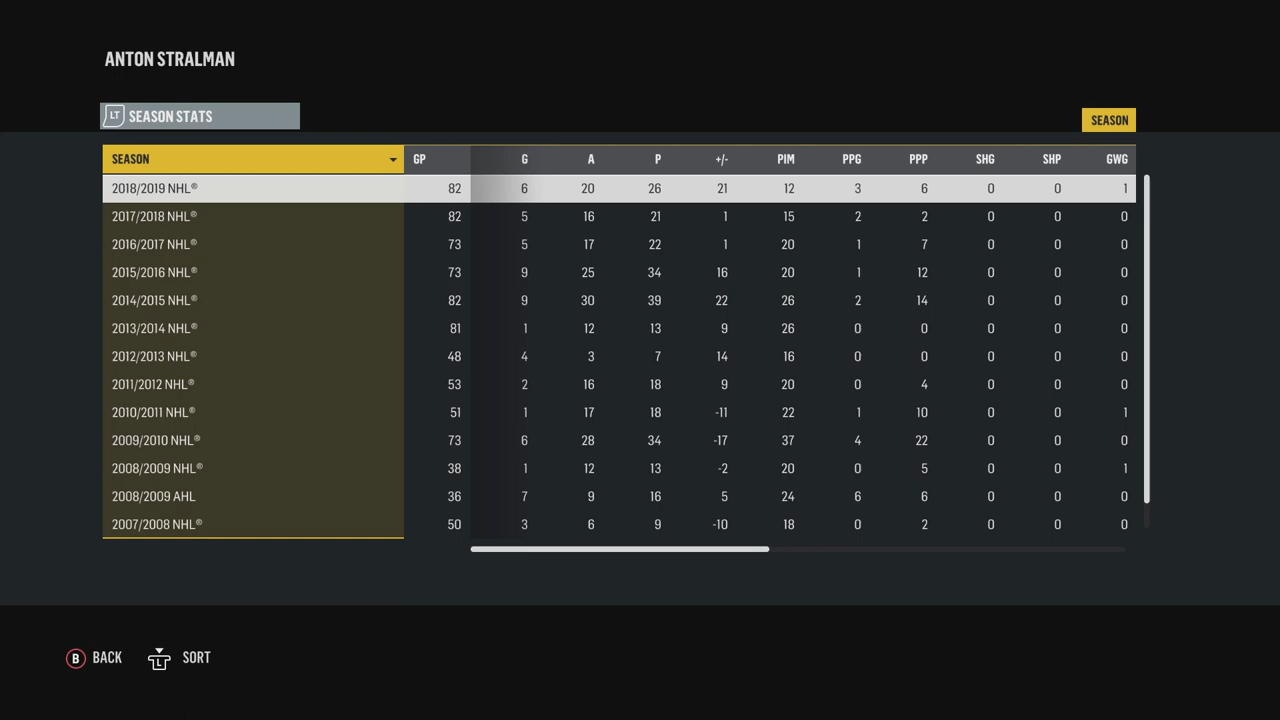 ANTON STRALMAN
LT SEASON STATS
SEASON
SEASON GP G A P +/- PIM PPG PPP SHG SHP GWG
2018/2019 NHL® 82 6 20 26 21 12 3 6 0 0 1
2017/2018 NHL® 82 5 16 21 1 15 2 2 0 0 0
2016/2017 NHL® 73 5 17 22 1 20 1 7 0 0 0
2015/2016 NHL® 73 9 25 34 16 20 1 12 0 0 0
2014/2015 NHL® 82 9 30 39 22 26 2 14 0 0 0
2013/2014 NHL® 81 1 12 13 9 26 0 0 0 0 0
2012/2013 NHL® 48 4 3 7 14 16 0 0 0 0 0
2011/2012 NHL® 53 2 16 18 9 20 0 4 0 0 0
2010/2011 NHL® 51 1 17 18 -11 22 1 10 0 0 1
2009/2010 NHL® 73 6 28 34 -17 37 4 22 0 0 0
2008/2009 NHL® 38 1 12 13 -2 20 0 5 0 0 1
2008/2009 AHL 36 7 9 16 5 24 6 6 0 0 0
2007/2008 NHL® 50 3 6 9 -10 18 0 2 0 0 0
B BACK L SORT